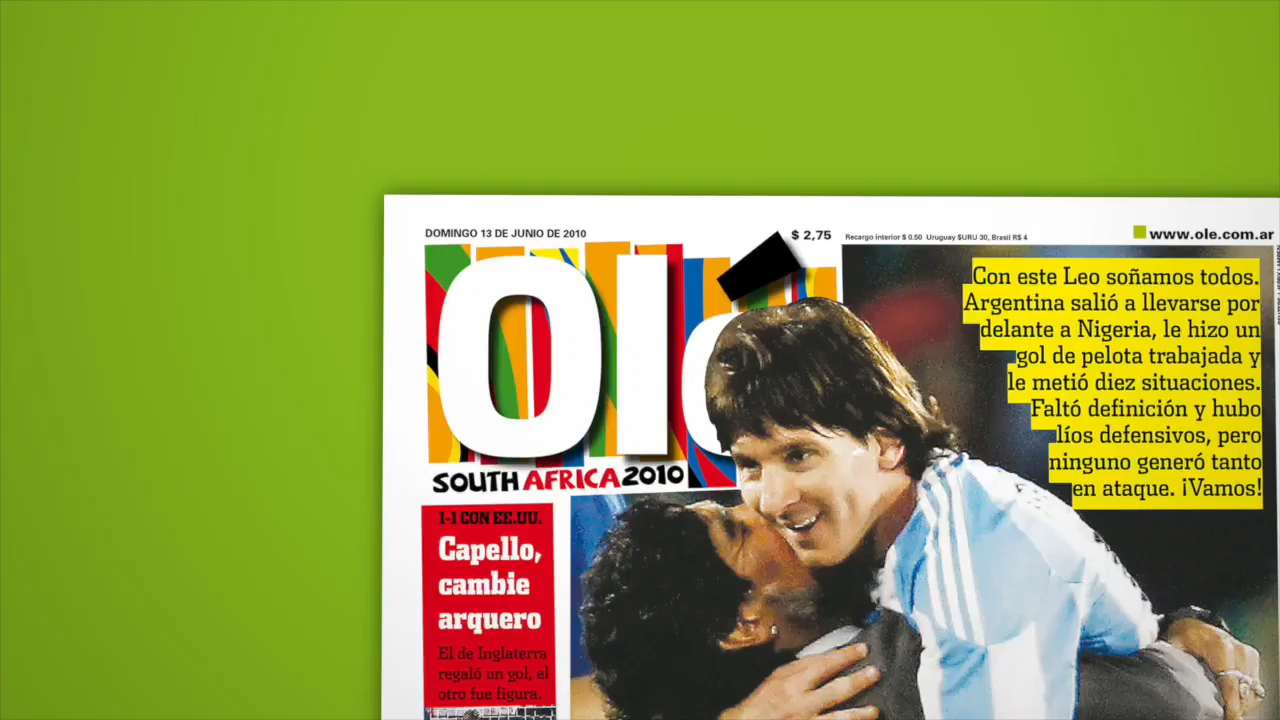 DOMINGO 13 DE JUNIO DE 2010
$ 2,75
Recargo interior $ 0.50 Uruguay $URU 30, Brasil R$ 4
www.ole.com.ar
Olé
SOUTH AFRICA 2010
Con este Leo soñamos todos.
Argentina salió a llevarse por
delante a Nigeria, le hizo un
gol de pelota trabajada y
le metió diez situaciones.
Faltó definición y hubo
líos defensivos, pero
ninguno generó tanto
en ataque. ¡Vamos!
1-1 CON EE.UU.
Capello,
cambie
arquero
El de Inglaterra
regaló un gol, el
otro fue figura.